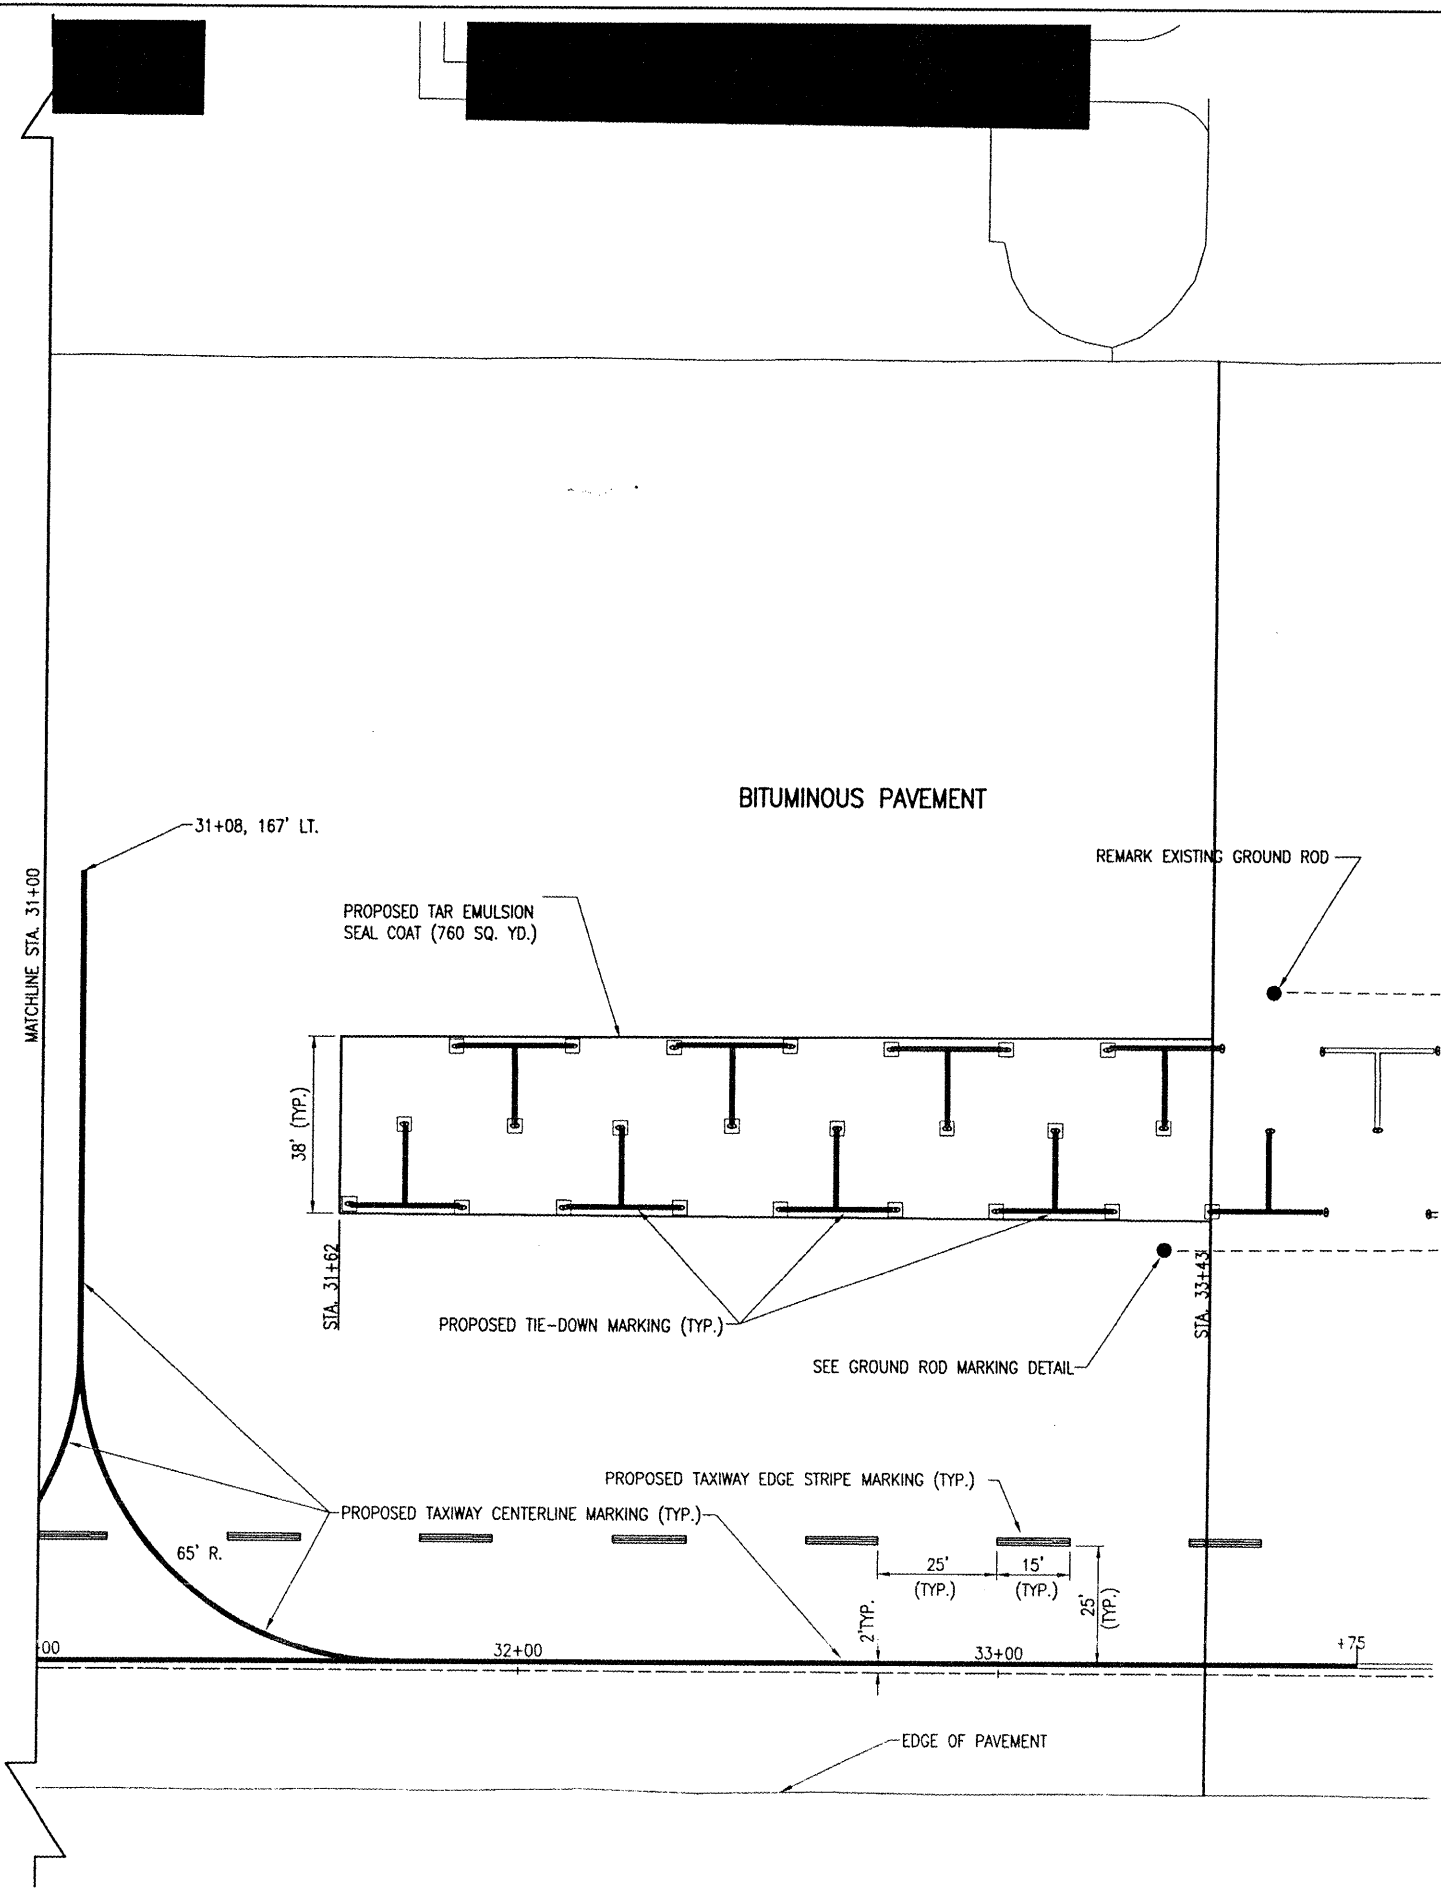 BITUMINOUS PAVEMENT
31+08, 167' LT.
REMARK EXISTING GROUND ROD
MATCHLINE STA. 31+00
PROPOSED TAR EMULSION
SEAL COAT (760 SQ. YD.)
38' (TYP.)
STA. 31+62
STA. 33+43
PROPOSED TIE-DOWN MARKING (TYP.)
SEE GROUND ROD MARKING DETAIL
PROPOSED TAXIWAY EDGE STRIPE MARKING (TYP.)
PROPOSED TAXIWAY CENTERLINE MARKING (TYP.)
65' R.
25'
(TYP.)
15'
(TYP.)
25'
(TYP.)
2'TYP.
+00
32+00
33+00
+75
EDGE OF PAVEMENT